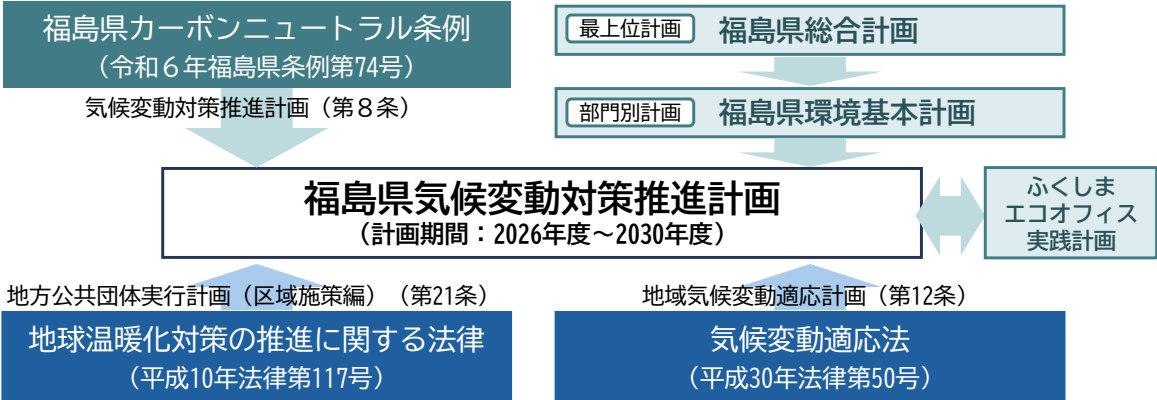 福島県カーボンニュートラル条例
（令和６年福島県条例第74号）
気候変動対策推進計画（第８条）
最上位計画 福島県総合計画
部門別計画 福島県環境基本計画
福島県気候変動対策推進計画
（計画期間：2026年度～2030年度）
ふくしま
エコオフィス
実践計画
地方公共団体実行計画（区域施策編）（第21条）
地球温暖化対策の推進に関する法律
（平成10年法律第117号）
地域気候変動適応計画（第12条）
気候変動適応法
（平成30年法律第50号）